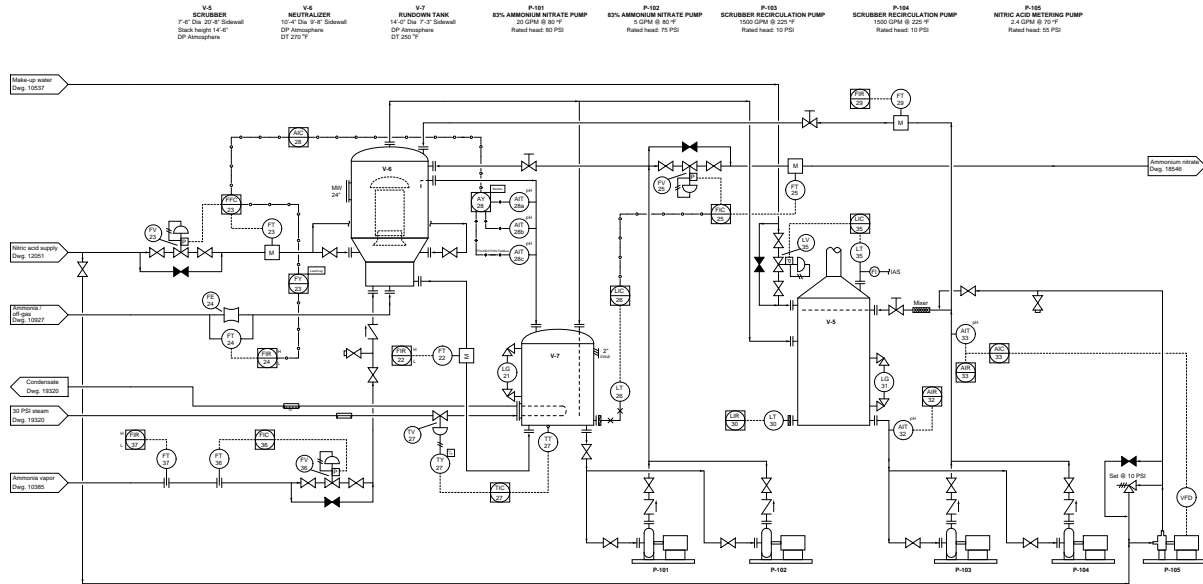 V-5
SCRUBBER
7'-6" Dia 20'-8" Sidewall
Stack height 14'-6"
DP Atmosphere
V-6
NEUTRALIZER
10'-4" Dia 9'-8" Sidewall
DP Atmosphere
DT 270 °F
V-7
RUNDOWN TANK
14'-0" Dia 7'-3" Sidewall
DP Atmosphere
DT 250 °F
P-101
83% AMMONIUM NITRATE PUMP
20 GPM @ 80 °F
Rated head: 80 PSI
P-102
83% AMMONIUM NITRATE PUMP
5 GPM @ 80 °F
Rated head: 75 PSI
P-103
SCRUBBER RECIRCULATION PUMP
1500 GPM @ 225 °F
Rated head: 10 PSI
P-104
SCRUBBER RECIRCULATION PUMP
1500 GPM @ 225 °F
Rated head: 10 PSI
P-105
NITRIC ACID METERING PUMP
2.4 GPM @ 70 °F
Rated head: 55 PSI
Make-up water
Dwg. 10537
FIR
29
FT
29
M
AIC
28
V-6
MW
24"
FFC
23
FT
23
M
FV
23
P
AY
28
AIT
28a
pH
AIT
28b
pH
AIT
28c
pH
FV
25
P
FIC
25
M
FT
25
Ammonium nitrate
Dwg. 18546
Nitric acid supply
Dwg. 12051
FY
23
LIC
35
LT
35
LV
35
P
FI
IAS
FE
24
FT
24
FIR
24
H
L
Ammonia /
off-gas
Dwg. 10927
FIR
22
H
L
FT
22
M
LIC
26
V-7
2"
LG
21
LT
26
V-5
Mixer
AIT
33
pH
AIC
33
AIR
33
LG
31
AIR
32
AIT
32
pH
LIR
30
LT
30
Condensate
Dwg. 19320
30 PSI steam
Dwg. 19320
TV
27
TY
27
TT
27
TIC
27
FIR
37
H
L
FT
37
FT
36
FIC
36
FV
36
P
Ammonia vapor
Dwg. 10385
Set @ 10 PSI
VFD
P-101
P-102
P-103
P-104
P-105